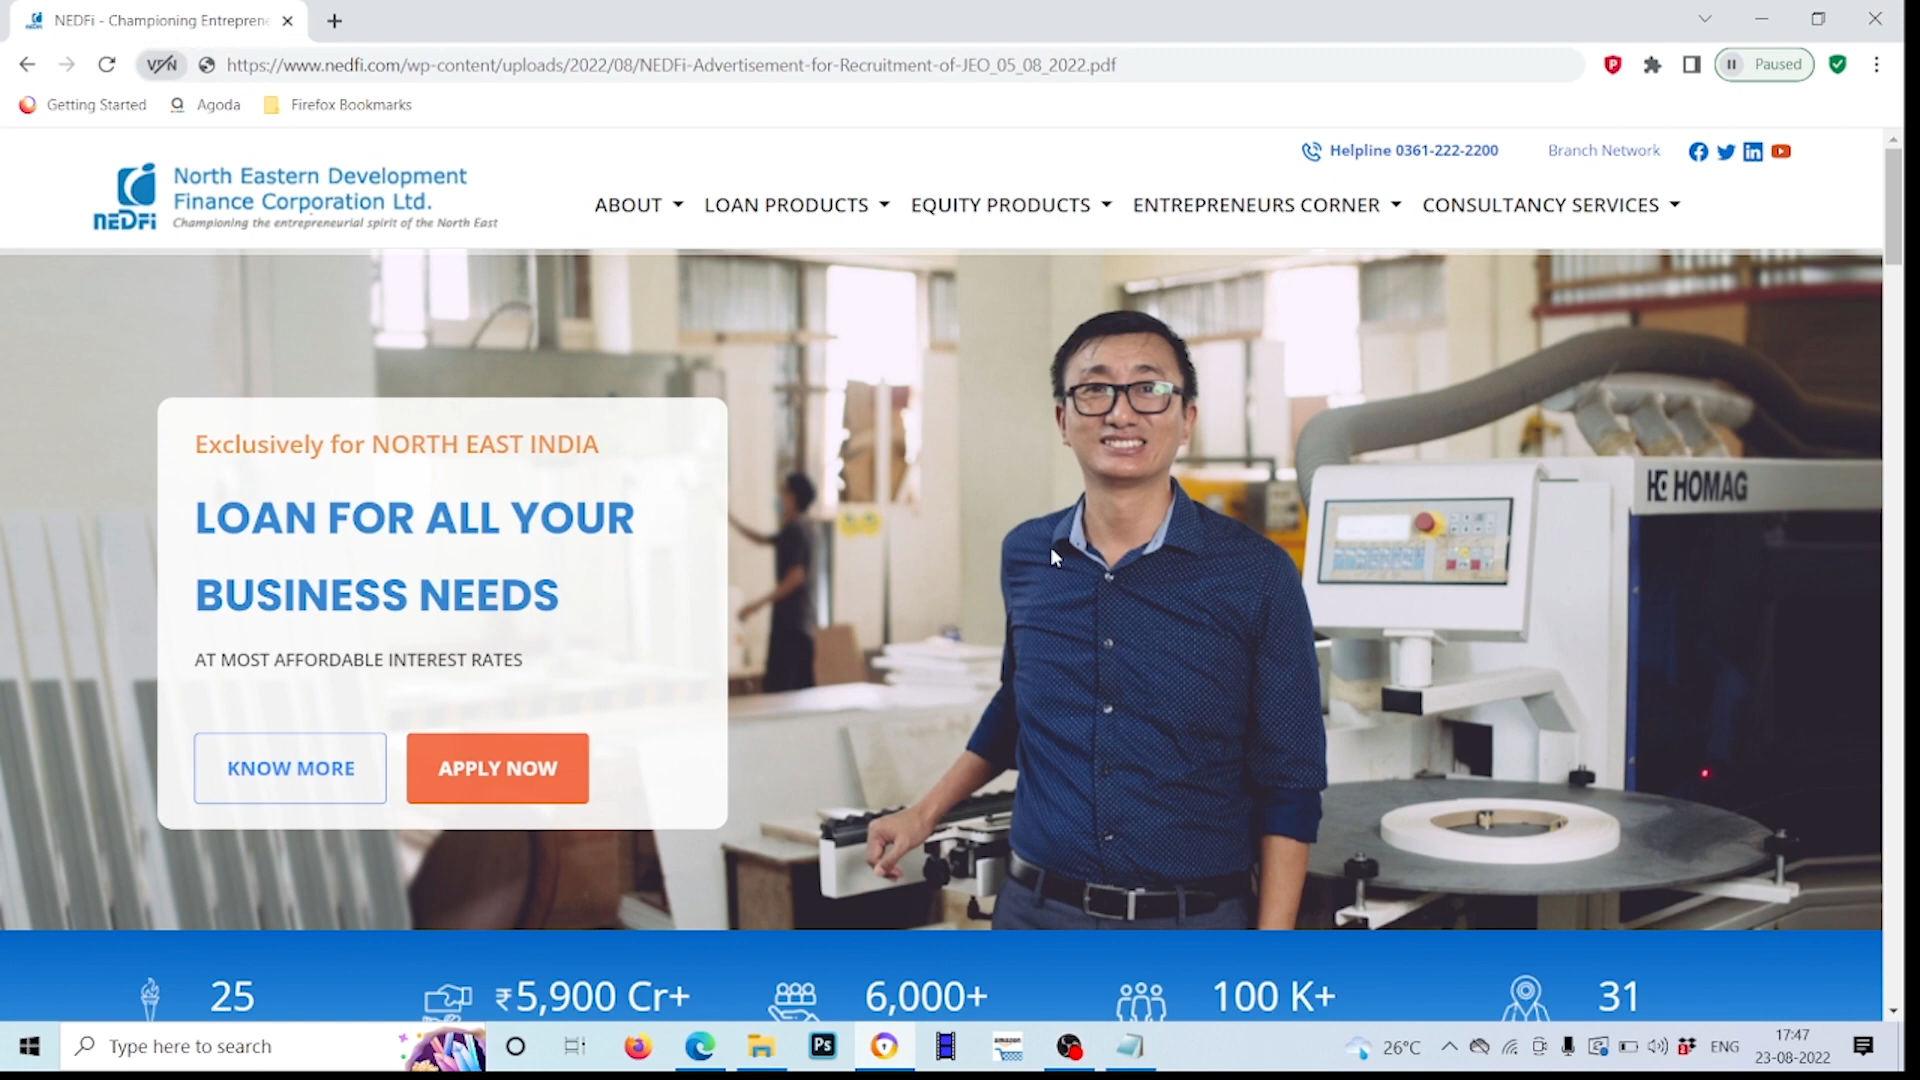 NEDFi - Championing Entreprene
https://www.nedfi.com/wp-content/uploads/2022/08/NEDFi-Advertisement-for-Recruitment-of-JEO_05_08_2022.pdf
Paused
Getting Started
Agoda
Firefox Bookmarks
Helpline 0361-222-2200
Branch Network
NEDFi
North Eastern Development
Finance Corporation Ltd.
Championing the entrepreneurial spirit of the North East
ABOUT
LOAN PRODUCTS
EQUITY PRODUCTS
ENTREPRENEURS CORNER
CONSULTANCY SERVICES
Exclusively for NORTH EAST INDIA
LOAN FOR ALL YOUR
BUSINESS NEEDS
AT MOST AFFORDABLE INTEREST RATES
KNOW MORE
APPLY NOW
HOMAG
25
₹5,900 Cr+
6,000+
100 K+
31
Type here to search
Ps
amazon
26°C
ENG
17:47
23-08-2022